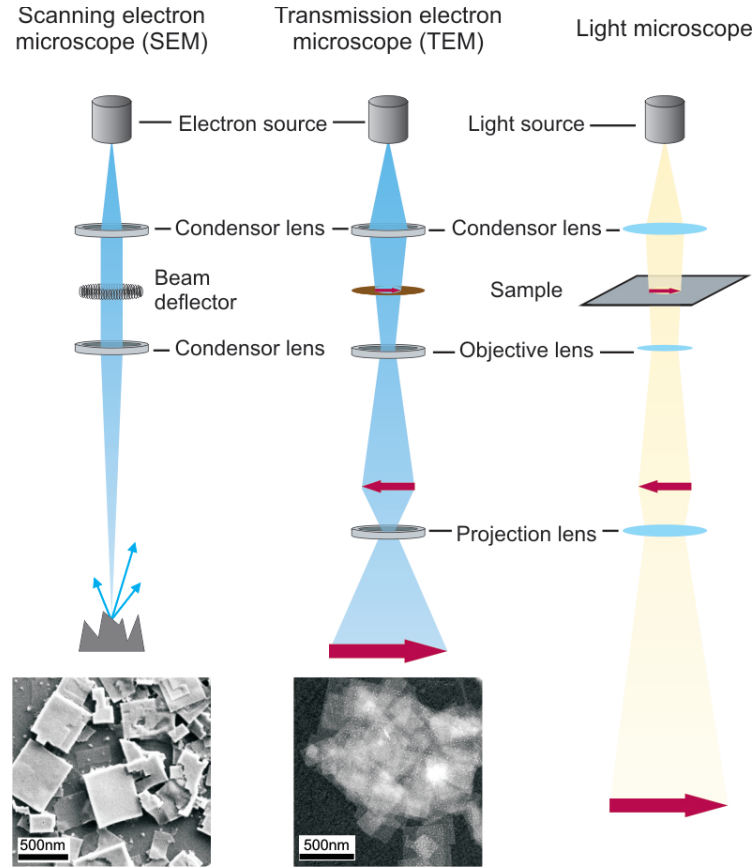 Scanning electron
microscope (SEM)
Transmission electron
microscope (TEM)
Light microscope
Electron source
Light source
Condensor lens
Condensor lens
Beam
deflector
Sample
Condensor lens
Objective lens
Projection lens
500nm
500nm